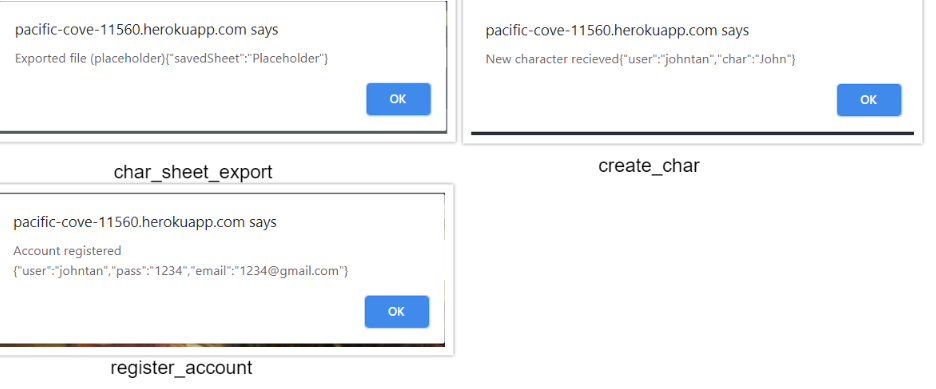 pacific-cove-11560.herokuapp.com says
Exported file (placeholder){"savedSheet":"Placeholder"}
OK
char_sheet_export
pacific-cove-11560.herokuapp.com says
New character recieved{"user":"johntan","char":"John"}
OK
create_char
pacific-cove-11560.herokuapp.com says
Account registered
{"user":"johntan","pass":"1234","email":"1234@gmail.com"}
OK
register_account